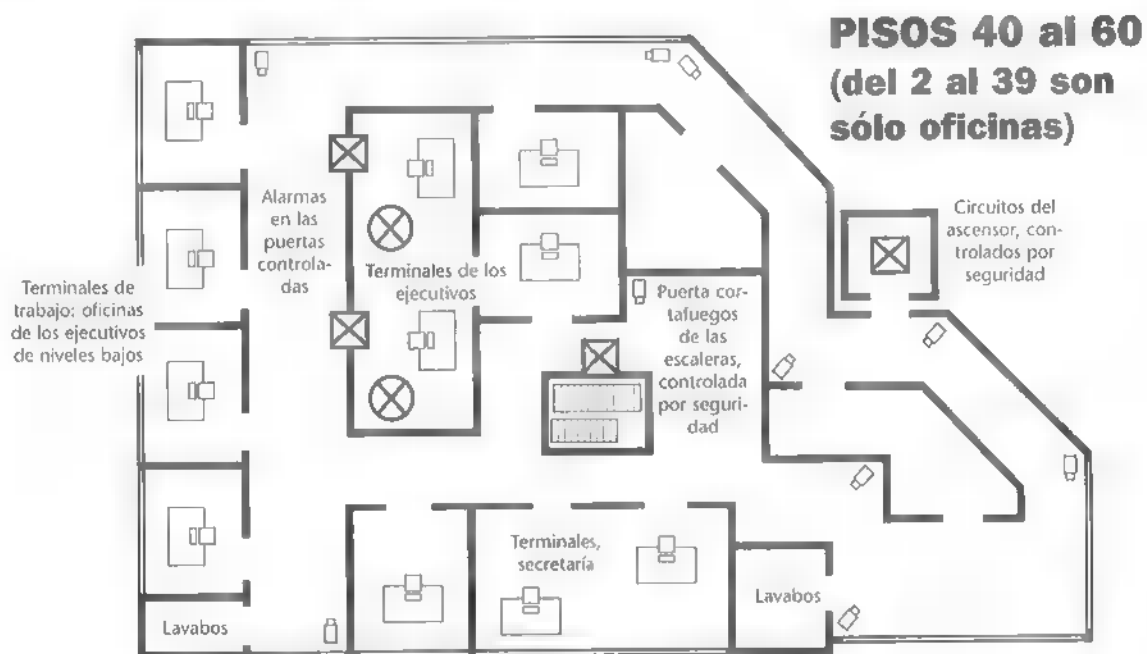 PISOS 40 al 60
(del 2 al 39 son
sólo oficinas)
Alarmas
en las
puertas
controla-
das
Circuitos del
ascensor, con-
trolados por
seguridad
Terminales de
trabajo: oficinas
de los ejecutivos
de niveles bajos
Terminales de los
ejecutivos
Puerta cor-
tafuegos
de las
escaleras,
controlada
por seguri-
dad
Terminales,
secretaría
Lavabos
Lavabos